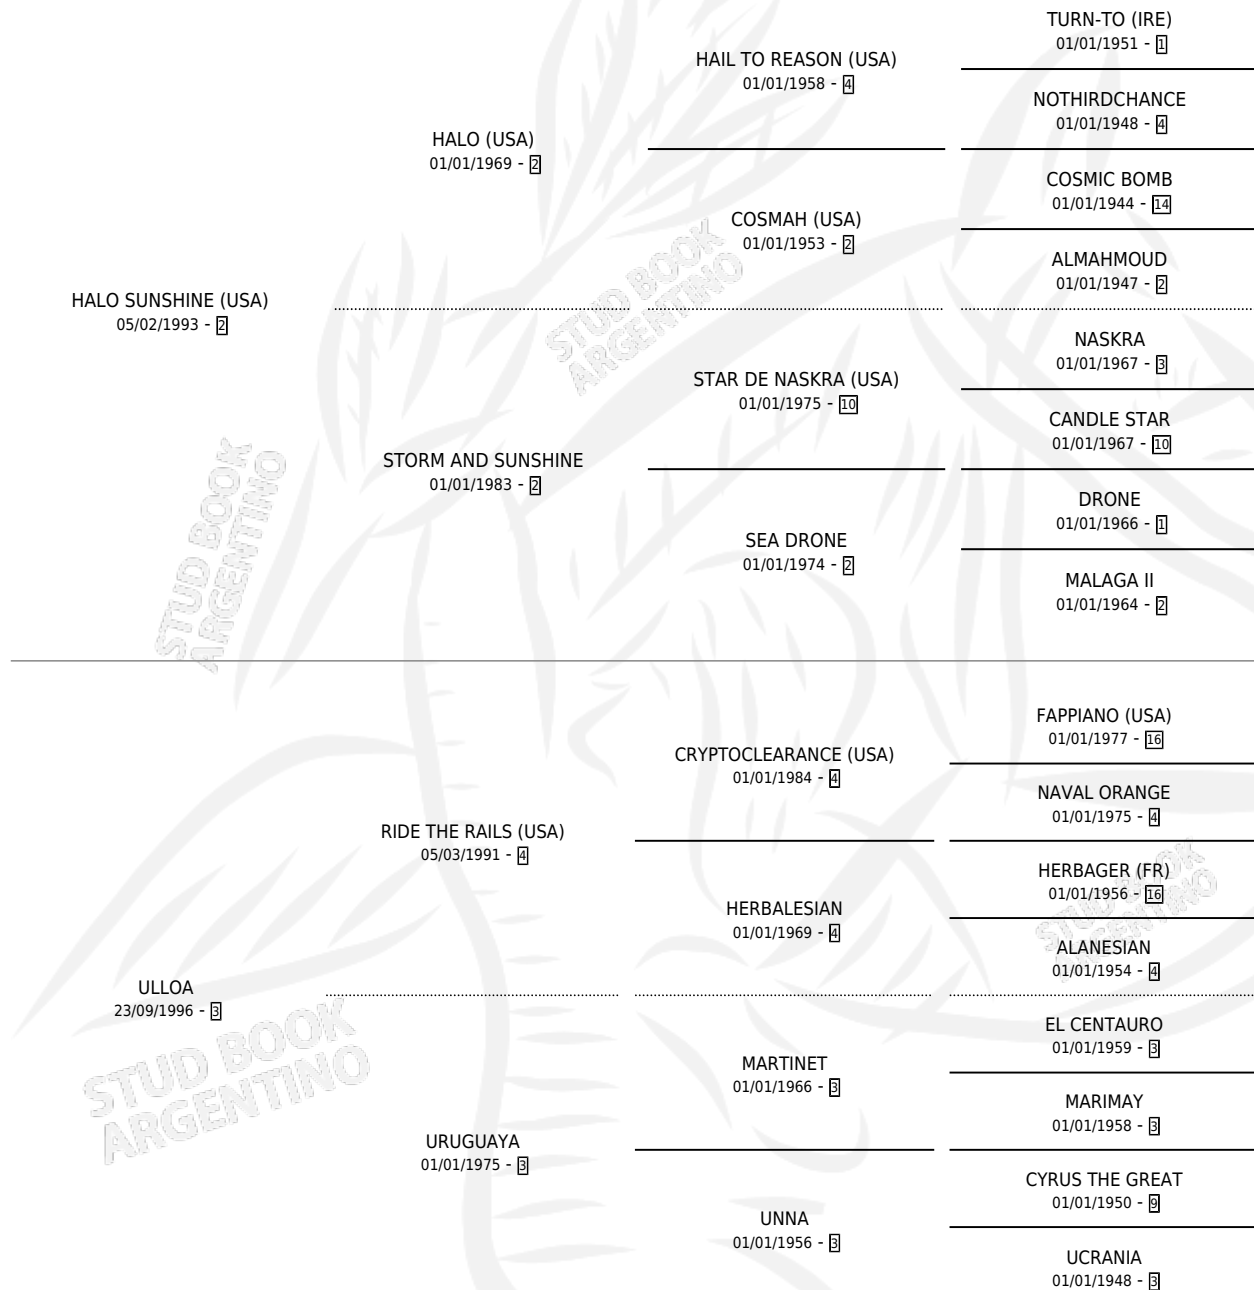 TURN-TO (IRE)
01/01/1951 - 1
HAIL TO REASON (USA)
01/01/1958 - 4
NOTHIRDCHANCE
01/01/1948 - 4
HALO (USA)
01/01/1969 - 2
COSMIC BOMB
01/01/1944 - 14
COSMAH (USA)
01/01/1953 - 2
ALMAHMOUD
01/01/1947 - 2
HALO SUNSHINE (USA)
05/02/1993 - 2
NASKRA
01/01/1967 - 3
STAR DE NASKRA (USA)
01/01/1975 - 10
CANDLE STAR
01/01/1967 - 10
STORM AND SUNSHINE
01/01/1983 - 2
DRONE
01/01/1966 - 1
SEA DRONE
01/01/1974 - 2
MALAGA II
01/01/1964 - 2
STUD BOOK
ARGENTINO
STUD BOOK
ARGENTINO
FAPPIANO (USA)
01/01/1977 - 16
CRYPTOCLEARANCE (USA)
01/01/1984 - 4
NAVAL ORANGE
01/01/1975 - 4
RIDE THE RAILS (USA)
05/03/1991 - 4
HERBAGER (FR)
01/01/1956 - 16
HERBALESIAN
01/01/1969 - 4
ALANESIAN
01/01/1954 - 4
ULLOA
23/09/1996 - 3
EL CENTAURO
01/01/1959 - 3
MARTINET
01/01/1966 - 3
MARIMAY
01/01/1958 - 3
URUGUAYA
01/01/1975 - 3
CYRUS THE GREAT
01/01/1950 - 9
UNNA
01/01/1956 - 3
UCRANIA
01/01/1948 - 3
STUD BOOK
ARGENTINO
STUD BOOK
ARGENTINO